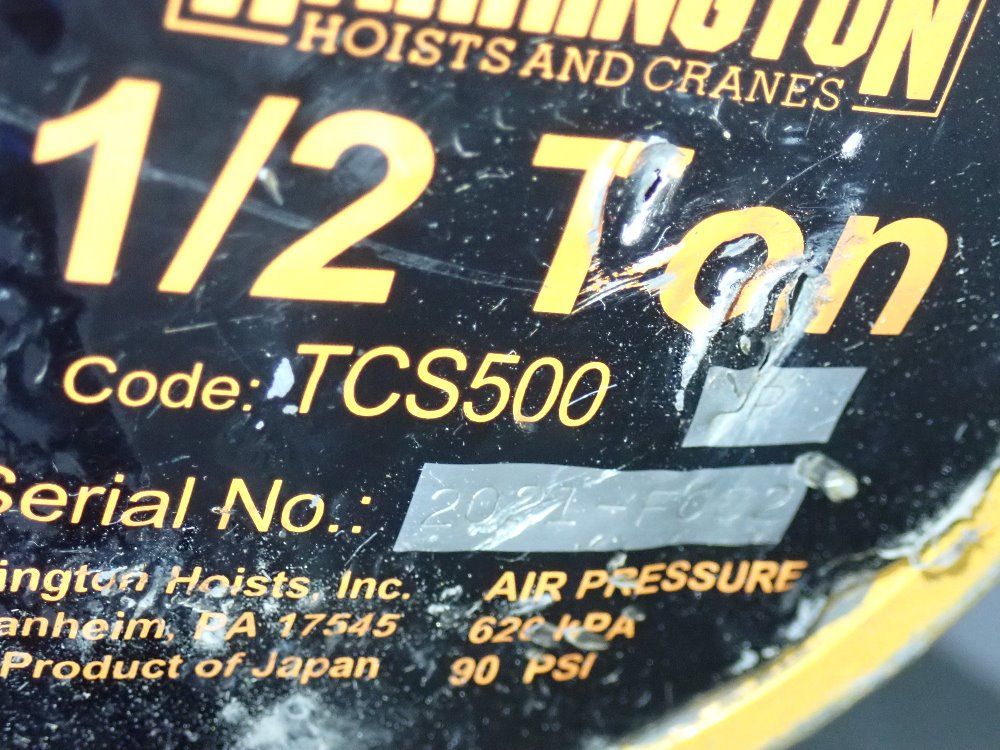 HOISTS AND CRANES
1/2 Ton
Code: TCS500 P
Serial No.:
Hoists, Inc. AIR PRESSURE
PA 17545 kPA
Product of Japan 90 PSI